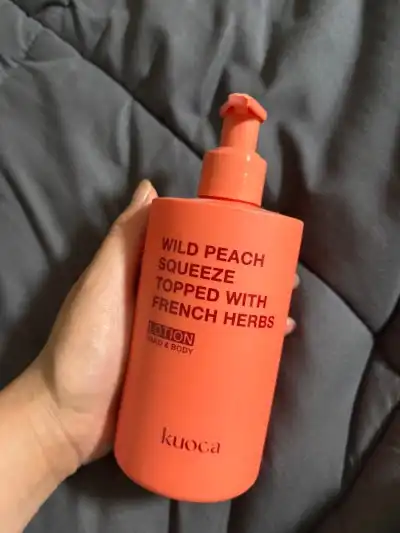 WILD PEACH
SQUEEZE
TOPPED WITH
FRENCH HERBS
LOTION
HAND & BODY
kuoca